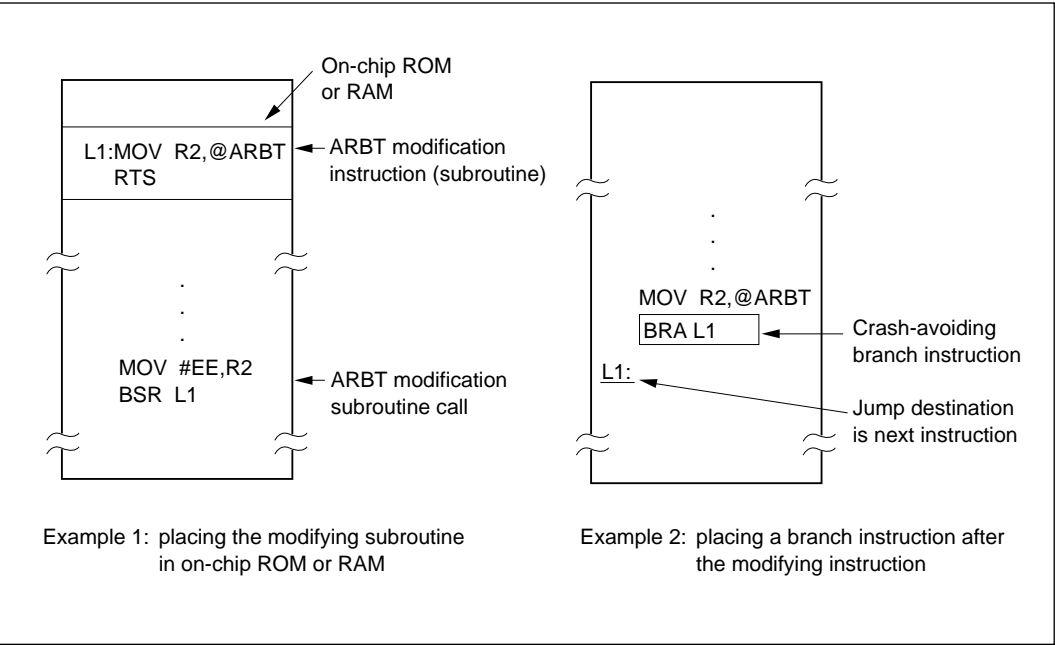 On-chip ROM
or RAM
L1:MOV R2,@ARBT
RTS
ARBT modification
instruction (subroutine)
.
.
.
MOV #EE,R2
BSR L1
ARBT modification
subroutine call
.
.
.
MOV R2,@ARBT
BRA L1
Crash-avoiding
branch instruction
L1:
Jump destination
is next instruction
Example 1: placing the modifying subroutine
in on-chip ROM or RAM
Example 2: placing a branch instruction after
the modifying instruction